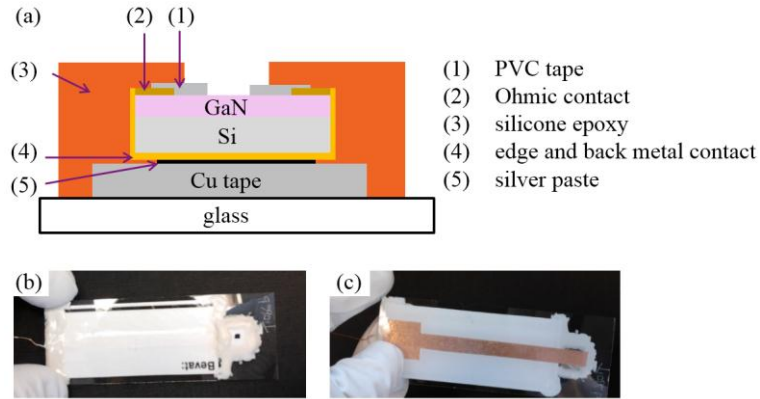 (a)
(2) (1)
(3)
GaN
Si
(4)
(5)
Cu tape
glass
(1) PVC tape
(2) Ohmic contact
(3) silicone epoxy
(4) edge and back metal contact
(5) silver paste
(b)
Bevat:
(c)